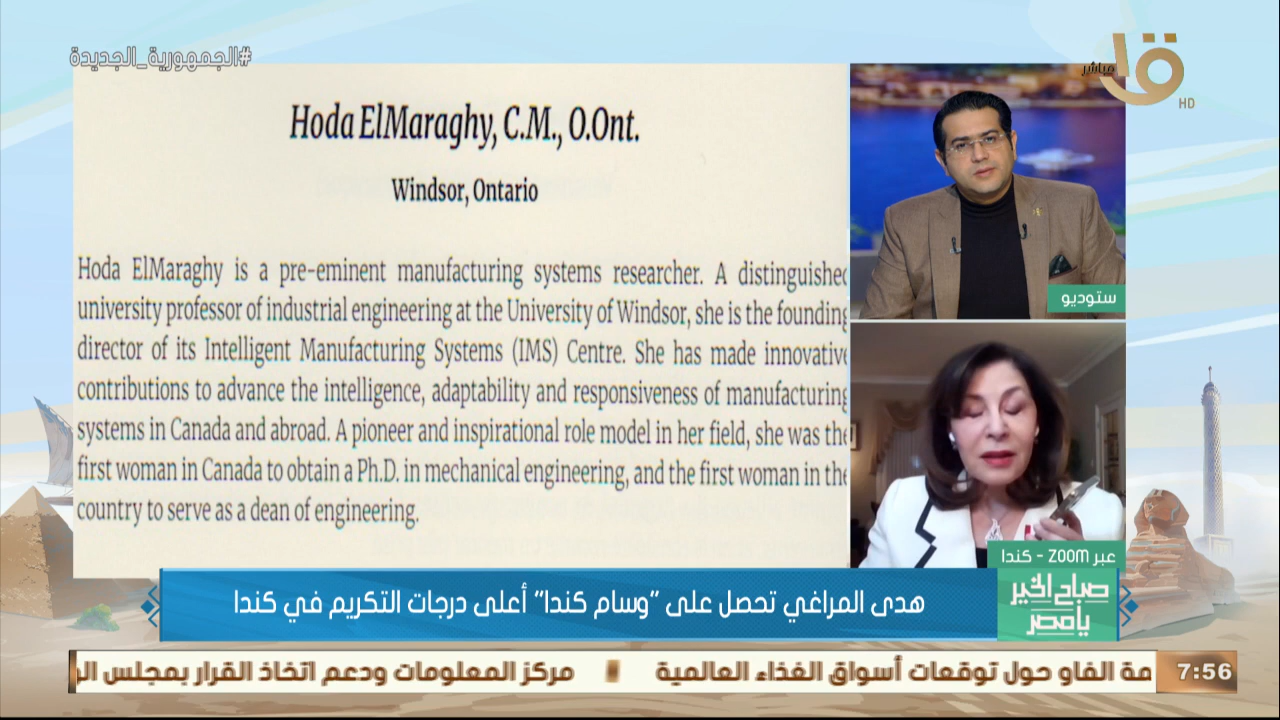 #الجمهورية_الجديدة
مباشر
HD
Hoda ElMaraghy, C.M., O.Ont.
Windsor, Ontario
Hoda ElMaraghy is a pre-eminent manufacturing systems researcher. A distinguished
university professor of industrial engineering at the University of Windsor, she is the founding
director of its Intelligent Manufacturing Systems (IMS) Centre. She has made innovative
contributions to advance the intelligence, adaptability and responsiveness of manufacturing
systems in Canada and abroad. A pioneer and inspirational role model in her field, she was the
first woman in Canada to obtain a Ph.D. in mechanical engineering, and the first woman in the
country to serve as a dean of engineering.
ستوديو
عبر ZOOM - كندا
صباح الخير
يا مصر
هدى المراغي تحصل على "وسام كندا" أعلى درجات التكريم في كندا
مة الفاو حول توقعات أسواق الغذاء العالمية
مركز المعلومات ودعم اتخاذ القرار بمجلس الو
7:56